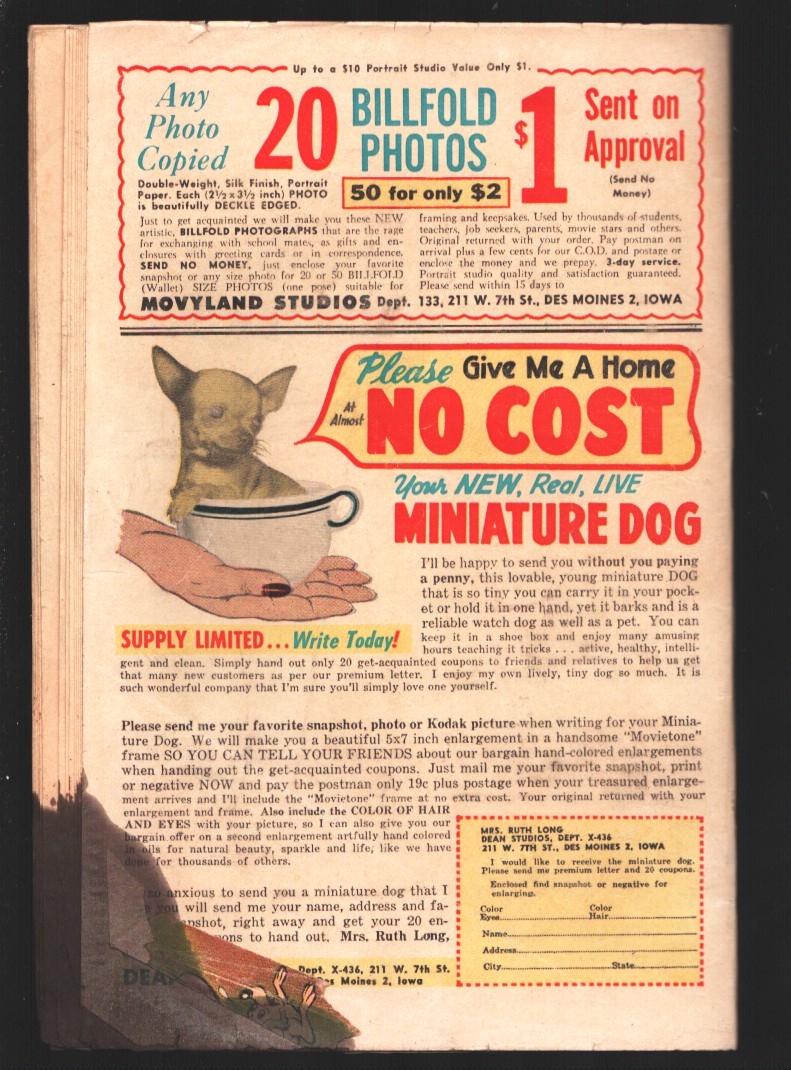 Up to a $10 Portrait Studio Value Only $1.
Any
Photo
Copied
20
BILLFOLD
PHOTOS
$1
Sent on
Approval
(Send No
Money)
50 for only $2
Double-Weight, Silk Finish, Portrait
Paper. Each (2½x3½ inch) PHOTO
is beautifully DECKLE EDGED.
Just to get acquainted we will make you these NEW
artistic, BILLFOLD PHOTOGRAPHS that are the rage
for exchanging with school mates, as gifts and en-
closures with greeting cards or in correspondence.
SEND NO MONEY, just enclose your favorite
snapshot or any size photo for 20 or 50 BILLFOLD
(Wallet) SIZE PHOTOS (one pose) suitable for
framing and keepsakes. Used by thousands of students,
teachers, job seekers, parents, movie stars and others.
Original returned with your order. Pay postman on
arrival plus a few cents for our C.O.D. and postage or
enclose the money and we prepay. 3-day service.
Portrait studio quality and satisfaction guaranteed.
Please send within 15 days to
MOVYLAND STUDIOS Dept. 133, 211 W. 7th St., DES MOINES 2, IOWA
Please Give Me A Home
At
Almost
NO COST
Your NEW, Real, LIVE
MINIATURE DOG
I'll be happy to send you without you paying
a penny, this lovable, young miniature DOG
that is so tiny you can carry it in your pock-
et or hold it in one hand, yet it barks and is a
reliable watch dog as well as a pet. You can
SUPPLY LIMITED... Write Today!
keep it in a shoe box and enjoy many amusing
hours teaching it tricks . . . active, healthy, intelli-
gent and clean. Simply hand out only 20 get-acquainted coupons to friends and relatives to help us get
that many new customers as per our premium letter. I enjoy my own lively, tiny dog so much. It is
such wonderful company that I'm sure you'll simply love one yourself.
Please send me your favorite snapshot, photo or Kodak picture when writing for your Minia-
ture Dog. We will make you a beautiful 5x7 inch enlargement in a handsome "Movietone"
frame SO YOU CAN TELL YOUR FRIENDS about our bargain hand-colored enlargements
when handing out the get-acquainted coupons. Just mail me your favorite snapshot, print
or negative NOW and pay the postman only 19c plus postage when your treasured enlarge-
ment arrives and I'll include the "Movietone" frame at no extra cost. Your original returned with your
enlargement and frame. Also include the COLOR OF HAIR
AND EYES with your picture, so I can also give you our
bargain offer on a second enlargement artfully hand colored
in oils for natural beauty, sparkle and life, like we have
done for thousands of others.
so anxious to send you a miniature dog that I
you will send me your name, address and fa-
snapshot, right away and get your 20 en-
to hand out. Mrs. Ruth Long,
Dept. X-436, 211 W. 7th St.
Des Moines 2, Iowa
MRS. RUTH LONG
DEAN STUDIOS, DEPT. X-436
211 W. 7TH ST., DES MOINES 2, IOWA
I would like to receive the miniature dog.
Please send me premium letter and 20 coupons.
Enclosed find snapshot or negative for
enlarging.
Color Color
Eyes Hair
Name
Address
City State